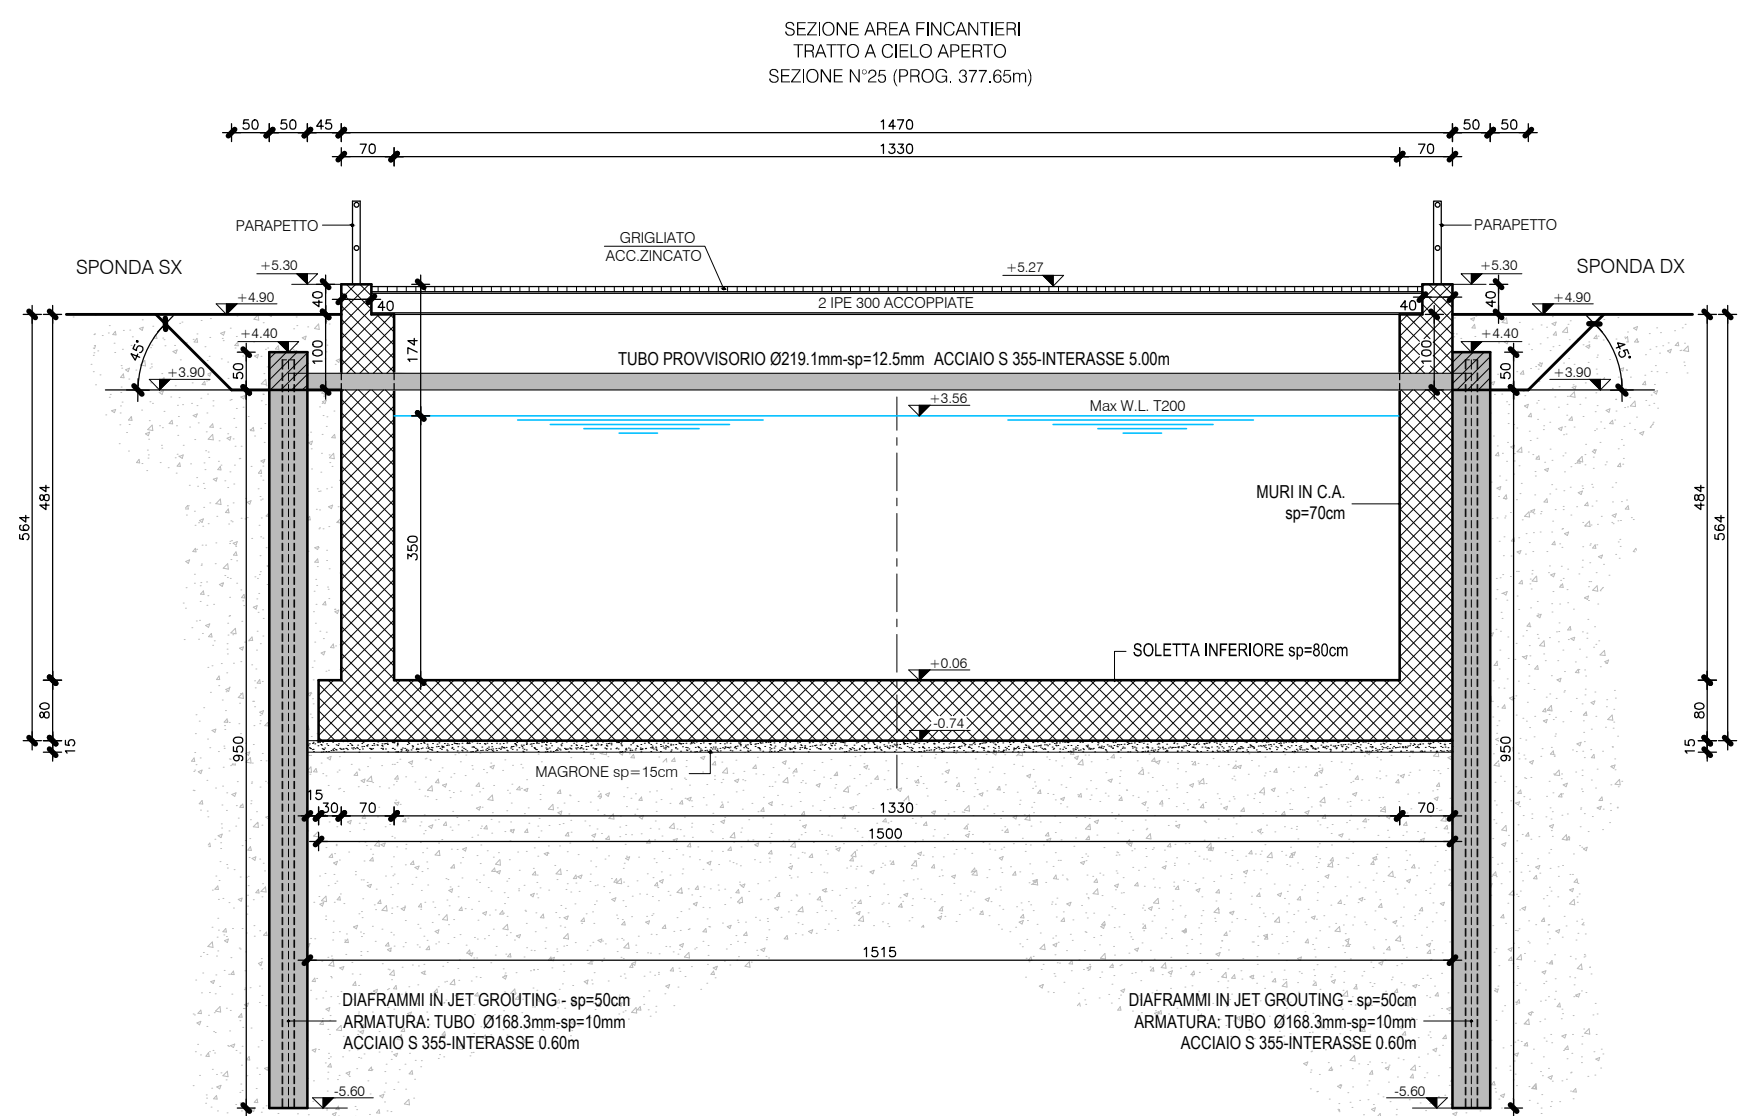 SEZIONE AREA FINCANTIERI
TRATTO A CIELO APERTO
SEZIONE N°25 (PROG. 377.65m)
50 50 45 1470 50 50
70 1330 70
PARAPETTO
PARAPETTO
GRIGLIATO
ACC.ZINCATO
SPONDA SX
SPONDA DX
+5.30
+5.27
+5.30
+4.90
40
40
2 IPE 300 ACCOPPIATE
40
40
+4.90
+4.40
+4.40
45°
50
100
174
TUBO PROVVISORIO Ø219.1mm-sp=12.5mm ACCIAIO S 355-INTERASSE 5.00m
100
50
45°
+3.90
+3.90
+3.56
Max W.L. T200
564
484
350
MURI IN C.A.
sp=70cm
484
564
SOLETTA INFERIORE sp=80cm
+0.06
80
-0.74
80
15
950
MAGRONE sp=15cm
950
15
15
30 70 1330 70
1500
1515
DIAFRAMMI IN JET GROUTING - sp=50cm
ARMATURA: TUBO Ø168.3mm-sp=10mm
ACCIAIO S 355-INTERASSE 0.60m
DIAFRAMMI IN JET GROUTING - sp=50cm
ARMATURA: TUBO Ø168.3mm-sp=10mm
ACCIAIO S 355-INTERASSE 0.60m
-5.60
-5.60